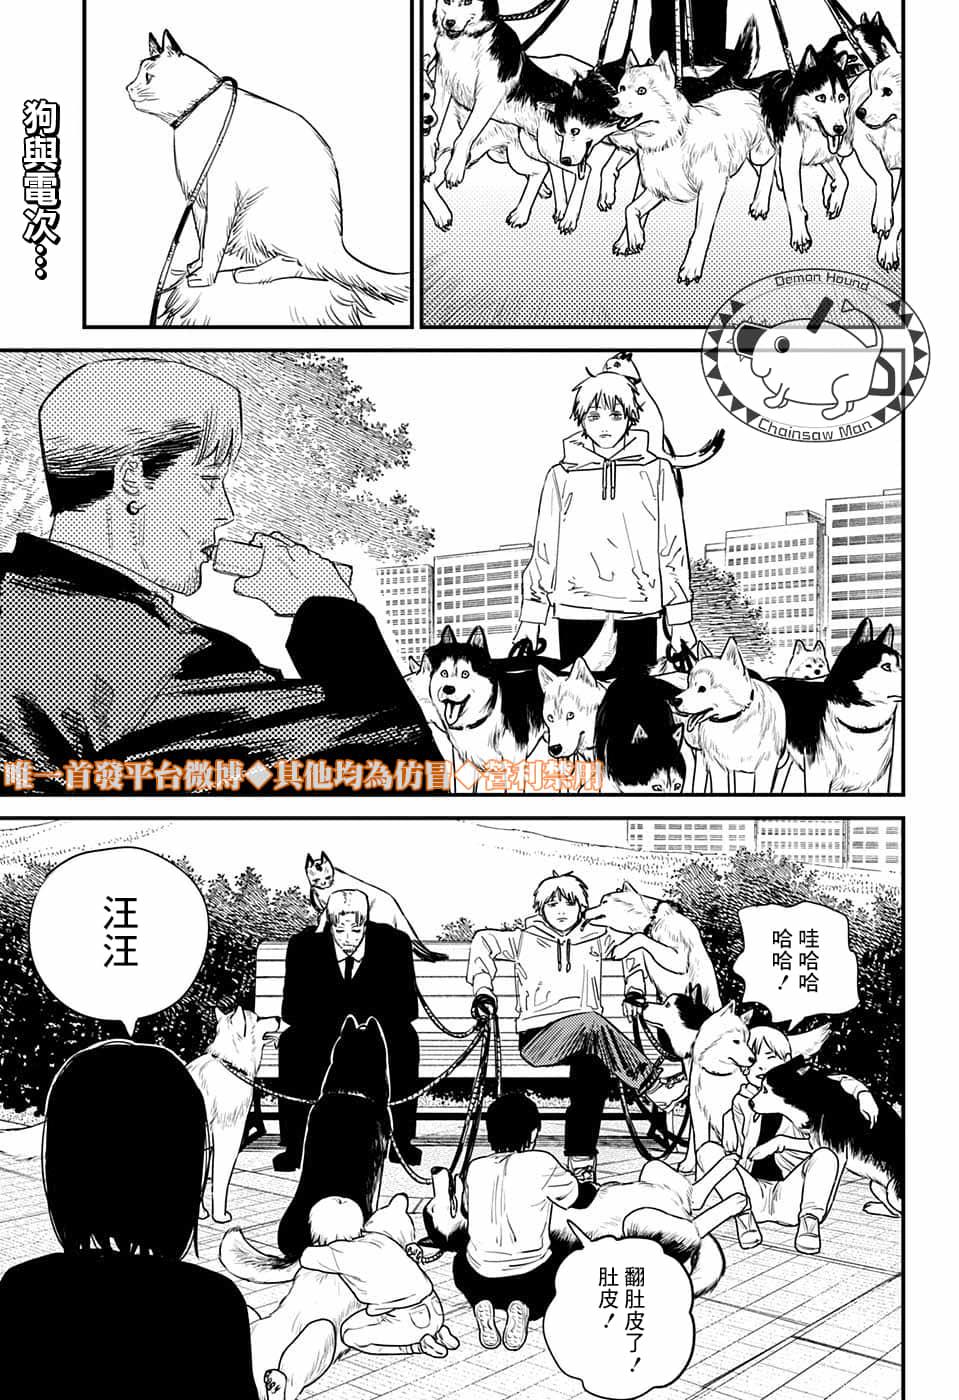 狗與電次…
Demon Hound
Chainsaw Man
唯一首發平台微博◆其他均為仿冒◆營利禁用
哇哈哈
哈哈！
汪汪
翻肚皮了！
肚皮！